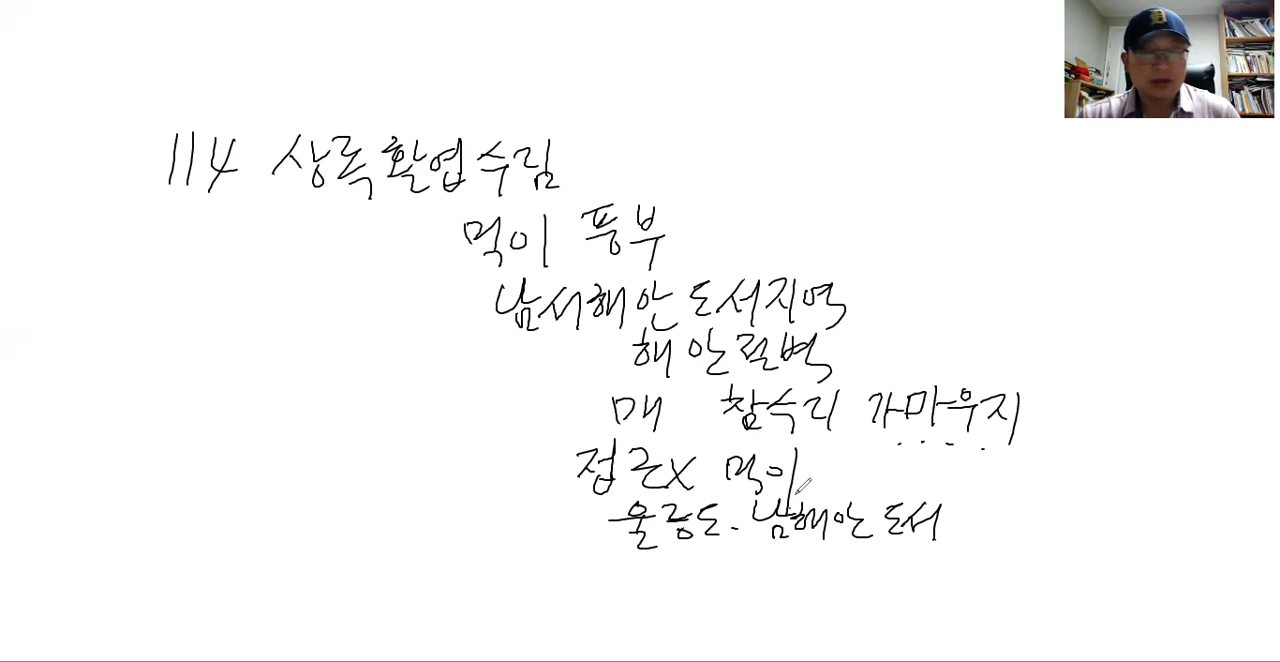 114 상록활엽수림
먹이 풍부
남서해안 도서지역
해안절벽
매 참수리 가마우지
접근X 먹이
울릉도. 남해안 도서